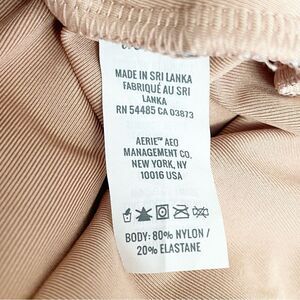 MADE IN SRI LANKA
FABRIQUÉ AU SRI
LANKA
RN 54485 CA 03873
AERIE™ AEO
MANAGEMENT CO.
NEW YORK, NY
10016 USA
BODY: 80% NYLON /
20% ELASTANE